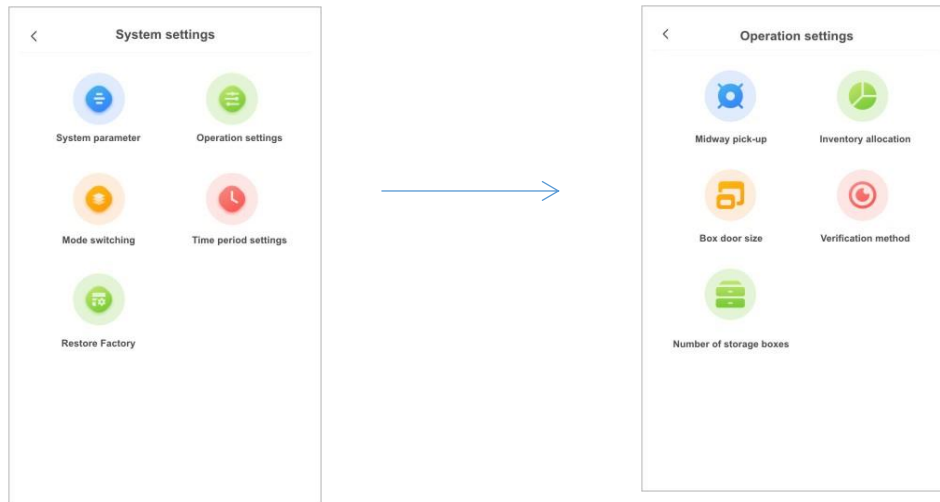 System settings
System parameter
Operation settings
Mode switching
Time period settings
Restore Factory
Operation settings
Midway pick-up
Inventory allocation
Box door size
Verification method
Number of storage boxes